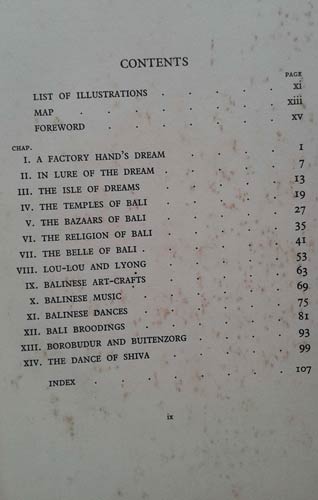 CONTENTS
PAGE
LIST OF ILLUSTRATIONS . . . . xi
MAP . . . . . . . xiii
FOREWORD . . . . . . xv
CHAP.
I. A FACTORY HAND'S DREAM . . . . 1
II. IN LURE OF THE DREAM . . . . 7
III. THE ISLE OF DREAMS . . . . 13
IV. THE TEMPLES OF BALI . . . . 19
V. THE BAZAARS OF BALI . . . . 27
VI. THE RELIGION OF BALI . . . . 35
VII. THE BELLE OF BALI . . . . . 41
VIII. LOU-LOU AND LYONG . . . . 53
IX. BALINESE ART-CRAFTS . . . . 63
X. BALINESE MUSIC . . . . . 69
XI. BALINESE DANCES . . . . . 75
XII. BALI BROODINGS . . . . . 81
XIII. BOROBUDUR AND BUITENZORG . . . 93
XIV. THE DANCE OF SHIVA . . . . 99
INDEX . . . . . . . 107
ix